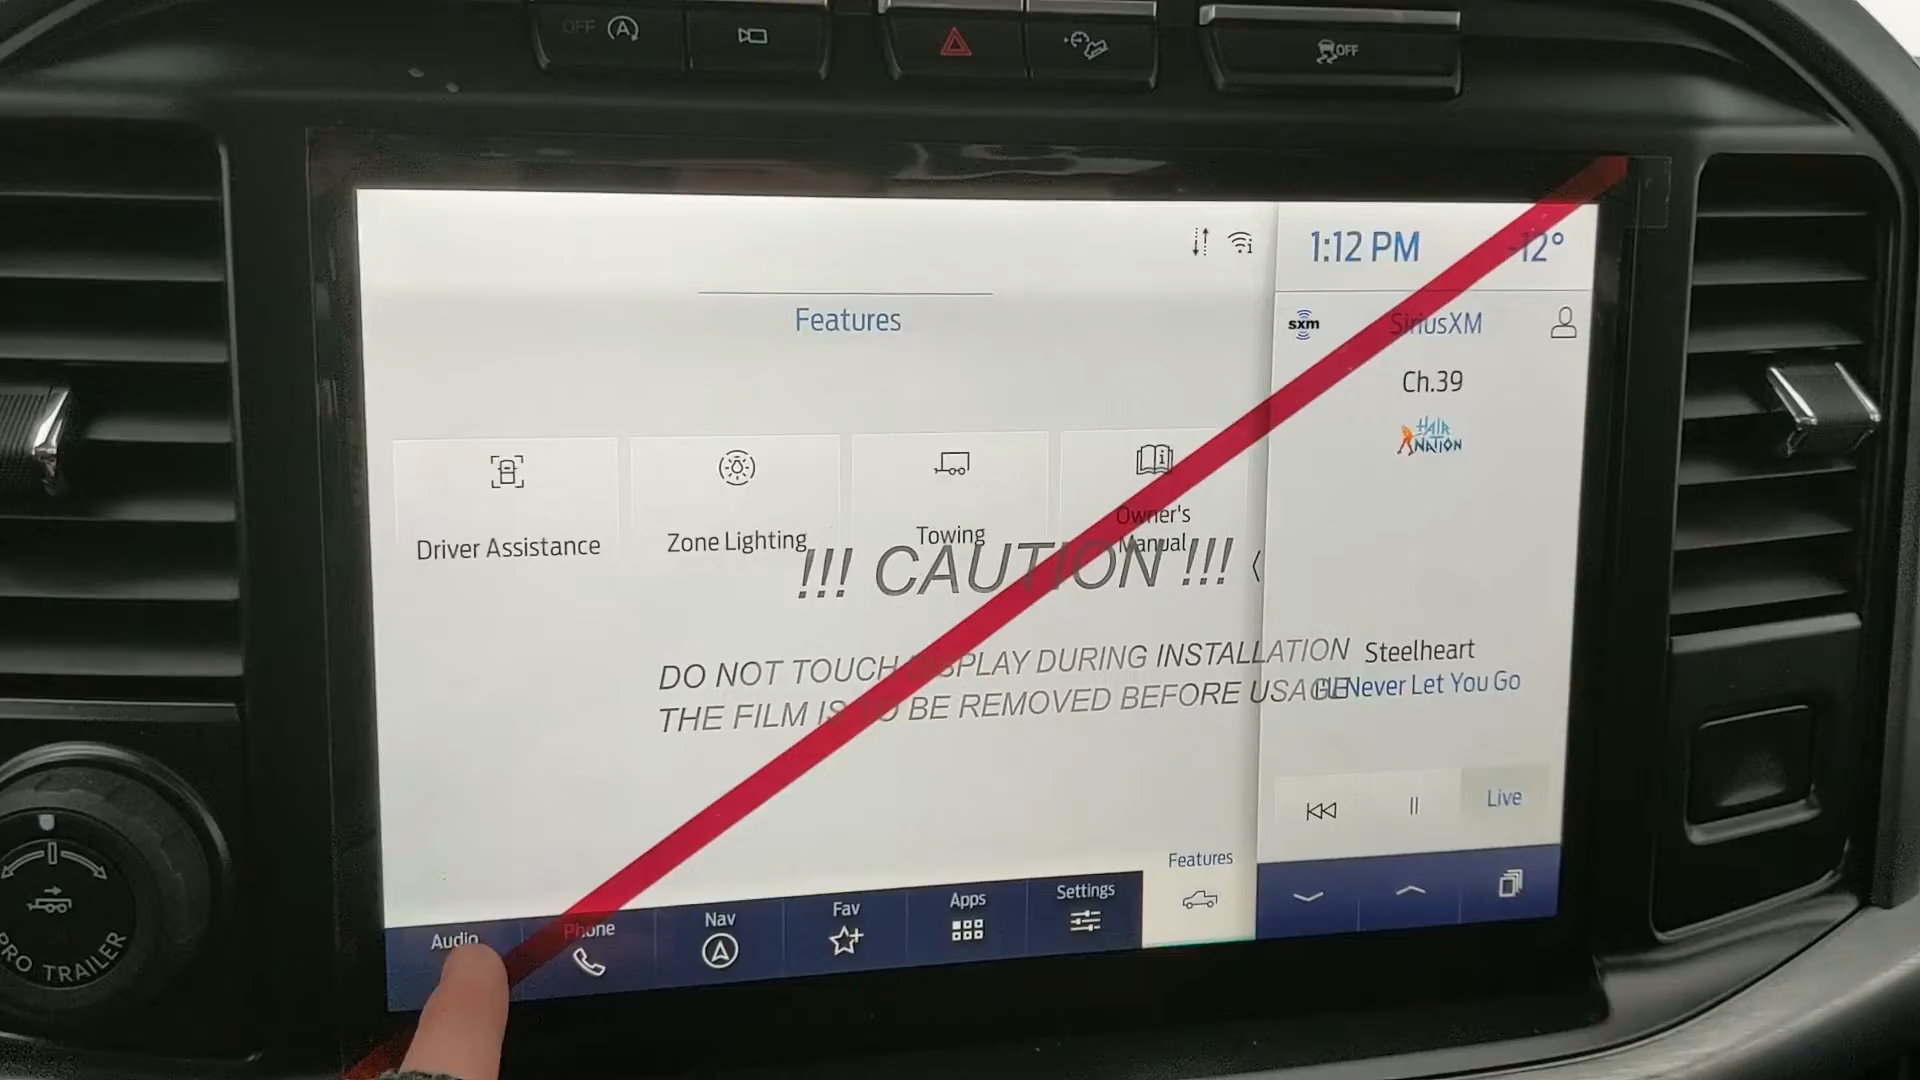 OFF A
OFF
1:12 PM -12°
Features
sxm SiriusXM
Ch.39
HAIR
NATION
Driver Assistance
Zone Lighting
Towing
Owner's
Manual
!!! CAUTION !!!
DO NOT TOUCH DISPLAY DURING INSTALLATION
THE FILM IS TO BE REMOVED BEFORE USAGE
Steelheart
I'll Never Let You Go
Live
Audio
Phone
Nav
Fav
Apps
Settings
Features
PRO TRAILER